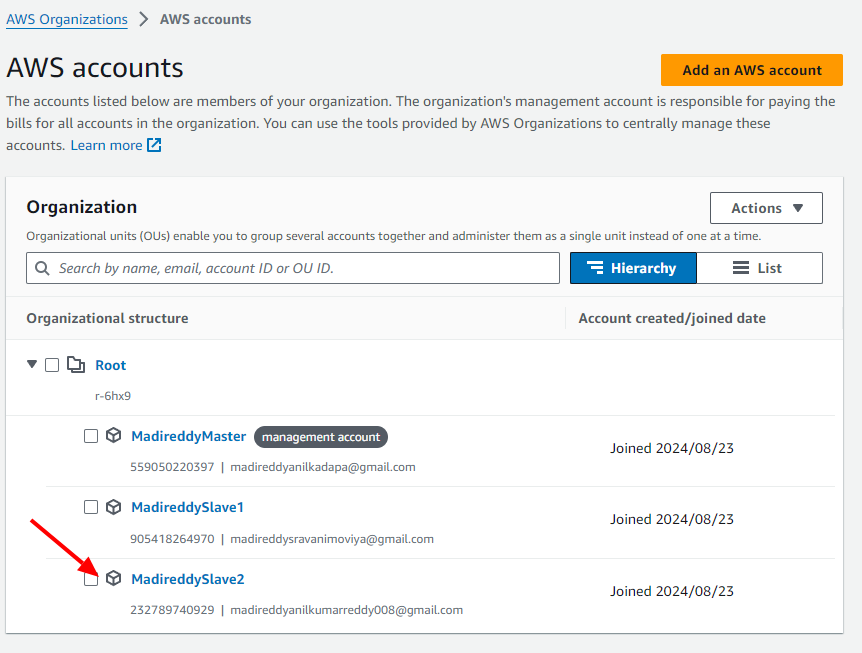 AWS Organizations > AWS accounts
AWS accounts
Add an AWS account
The accounts listed below are members of your organization. The organization's management account is responsible for paying the
bills for all accounts in the organization. You can use the tools provided by AWS Organizations to centrally manage these
accounts. Learn more
Organization
Actions
Organizational units (OUs) enable you to group several accounts together and administer them as a single unit instead of one at a time.
Search by name, email, account ID or OU ID.
Hierarchy
List
Organizational structure
Account created/joined date
Root
r-6hx9
MadireddyMaster management account
Joined 2024/08/23
559050220397 | madireddyanilkadapa@gmail.com
MadireddySlave1
Joined 2024/08/23
905418264970 | madireddysravanimoviya@gmail.com
MadireddySlave2
Joined 2024/08/23
232789740929 | madireddyanilkumarreddy008@gmail.com